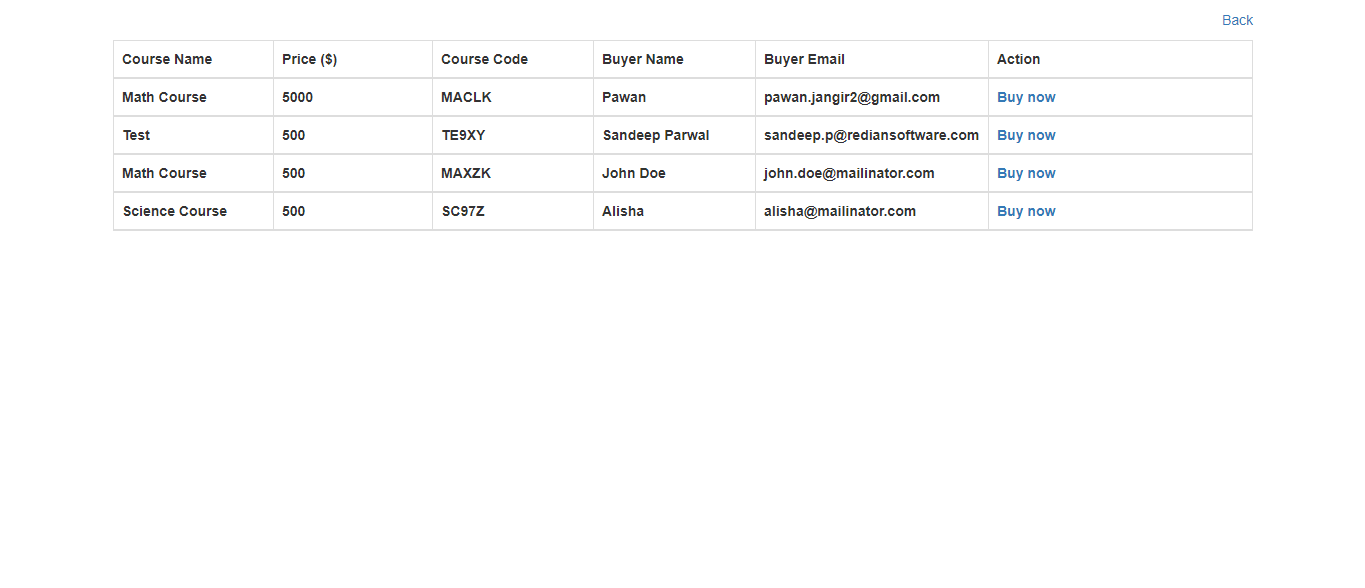 Back
Course Name Price ($) Course Code Buyer Name Buyer Email Action
Math Course 5000 MACLK Pawan pawan.jangir2@gmail.com Buy now
Test 500 TE9XY Sandeep Parwal sandeep.p@rediansoftware.com Buy now
Math Course 500 MAXZK John Doe john.doe@mailinator.com Buy now
Science Course 500 SC97Z Alisha alisha@mailinator.com Buy now